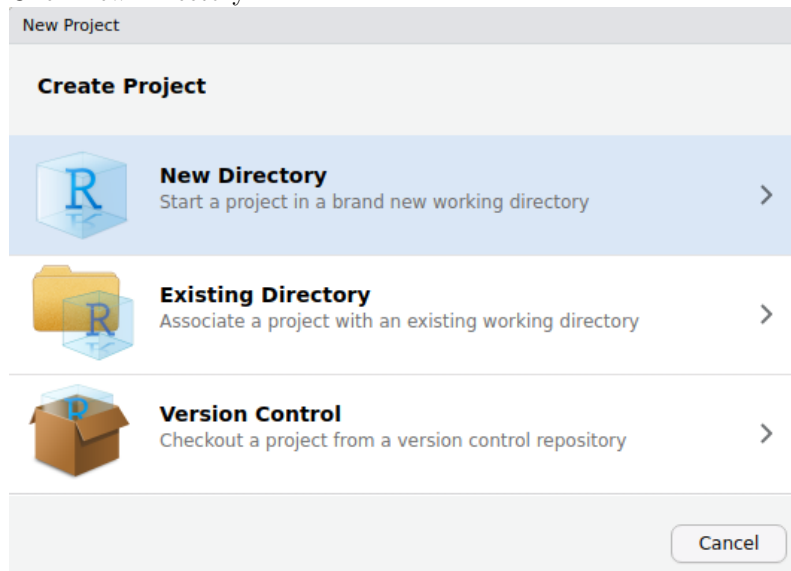 New Project
Create Project
R
New Directory
Start a project in a brand new working directory
R
Existing Directory
Associate a project with an existing working directory
R
Version Control
Checkout a project from a version control repository
Cancel